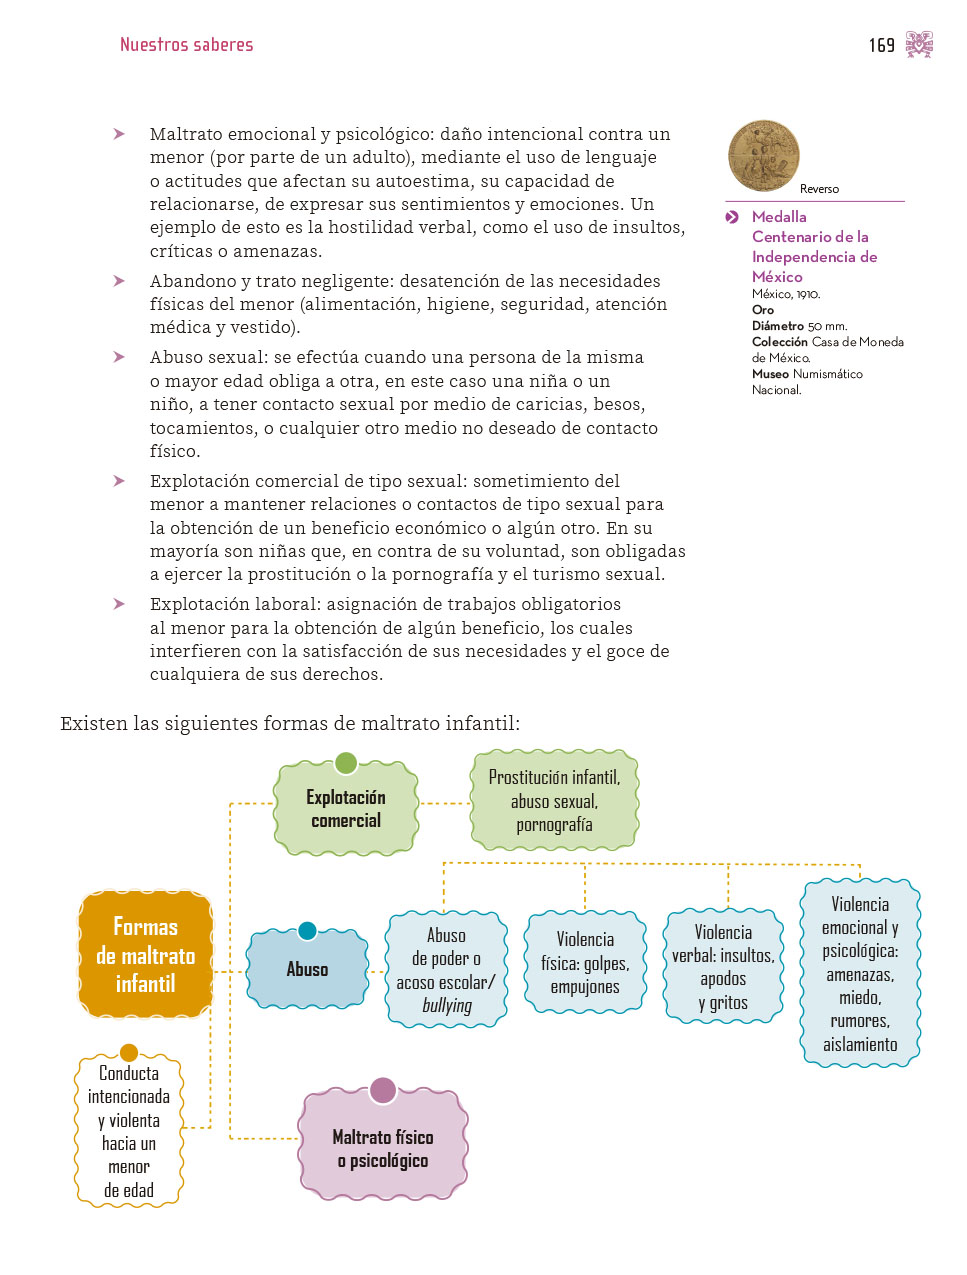 Nuestros saberes
169
Maltrato emocional y psicológico: daño intencional contra un
menor (por parte de un adulto), mediante el uso de lenguaje
o actitudes que afectan su autoestima, su capacidad de
relacionarse, de expresar sus sentimientos y emociones. Un
ejemplo de esto es la hostilidad verbal, como el uso de insultos,
críticas o amenazas.
Abandono y trato negligente: desatención de las necesidades
físicas del menor (alimentación, higiene, seguridad, atención
médica y vestido).
Abuso sexual: se efectúa cuando una persona de la misma
o mayor edad obliga a otra, en este caso una niña o un
niño, a tener contacto sexual por medio de caricias, besos,
tocamientos, o cualquier otro medio no deseado de contacto
físico.
Explotación comercial de tipo sexual: sometimiento del
menor a mantener relaciones o contactos de tipo sexual para
la obtención de un beneficio económico o algún otro. En su
mayoría son niñas que, en contra de su voluntad, son obligadas
a ejercer la prostitución o la pornografía y el turismo sexual.
Explotación laboral: asignación de trabajos obligatorios
al menor para la obtención de algún beneficio, los cuales
interfieren con la satisfacción de sus necesidades y el goce de
cualquiera de sus derechos.
Reverso
Medalla
Centenario de la
Independencia de
México
México, 1910.
Oro
Diámetro 50 mm.
Colección Casa de Moneda
de México.
Museo Numismático
Nacional.
Existen las siguientes formas de maltrato infantil:
Formas
de maltrato
infantil
Conducta
intencionada
y violenta
hacia un
menor
de edad
Explotación
comercial
Prostitución infantil,
abuso sexual,
pornografía
Abuso
Abuso
de poder o
acoso escolar/
bullying
Violencia
física: golpes,
empujones
Violencia
verbal: insultos,
apodos
y gritos
Violencia
emocional y
psicológica:
amenazas,
miedo,
rumores,
aislamiento
Maltrato físico
o psicológico